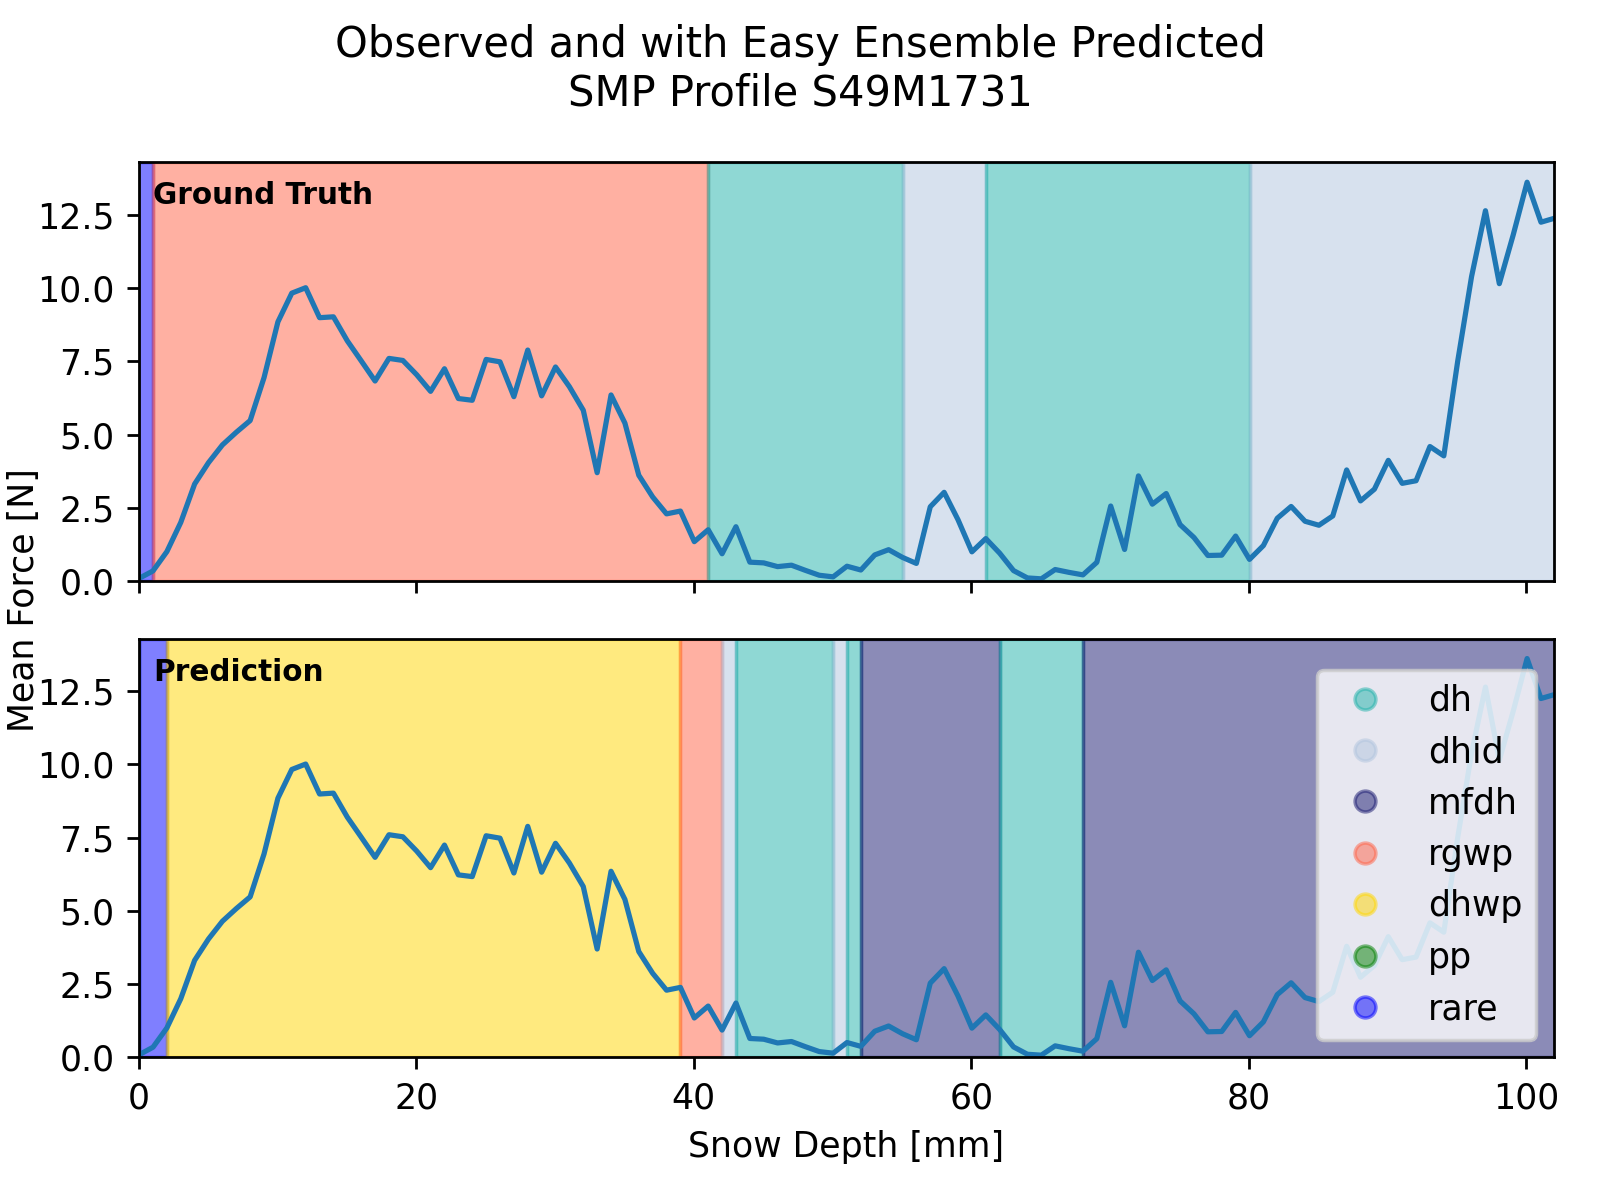 Observed and with Easy Ensemble Predicted
SMP Profile S49M1731
Mean Force [N]
Ground Truth
12.5
10.0
7.5
5.0
2.5
0.0
Prediction
12.5
10.0
7.5
5.0
2.5
0.0
dh
dhid
mfdh
rgwp
dhwp
pp
rare
0 20 40 60 80 100
Snow Depth [mm]